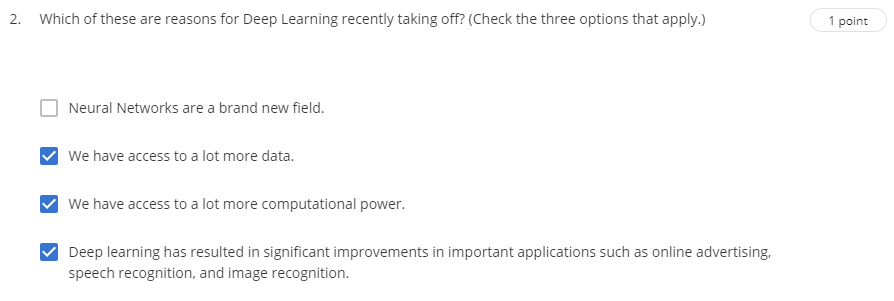 2. Which of these are reasons for Deep Learning recently taking off? (Check the three options that apply.) 1 point
Neural Networks are a brand new field.
We have access to a lot more data.
We have access to a lot more computational power.
Deep learning has resulted in significant improvements in important applications such as online advertising,
speech recognition, and image recognition.